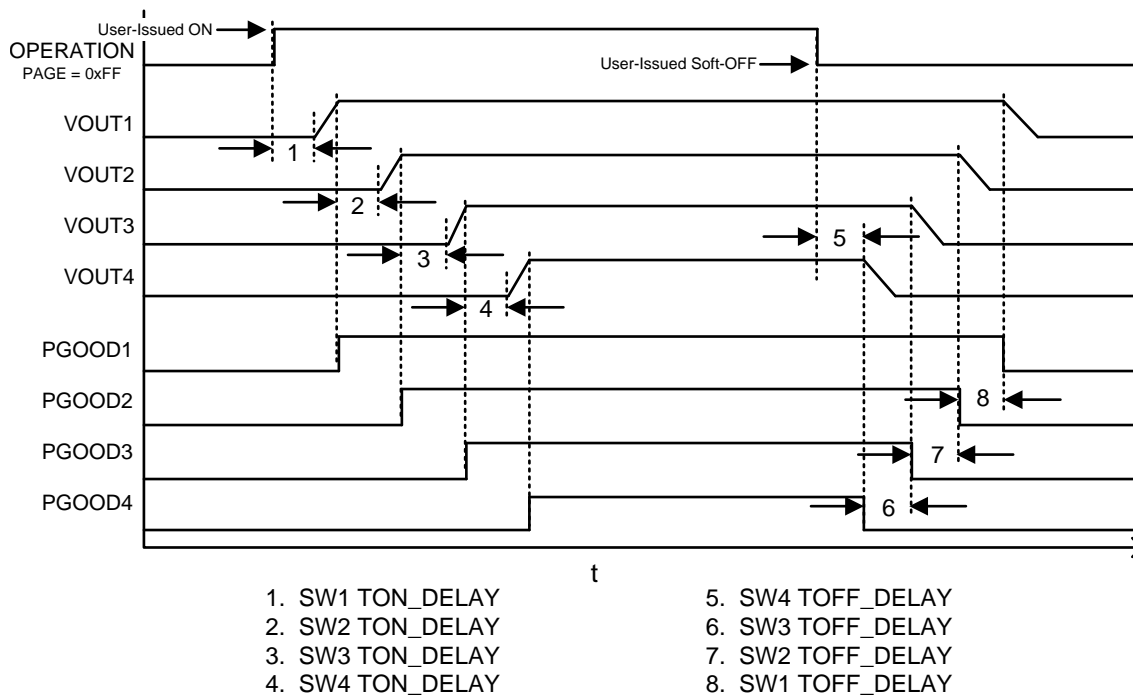 User-Issued ON
OPERATION
PAGE = 0xFF
User-Issued Soft-OFF
VOUT1
1
VOUT2
2
VOUT3
3
5
VOUT4
4
PGOOD1
PGOOD2
8
PGOOD3
7
PGOOD4
6
t
1. SW1 TON_DELAY
2. SW2 TON_DELAY
3. SW3 TON_DELAY
4. SW4 TON_DELAY
5. SW4 TOFF_DELAY
6. SW3 TOFF_DELAY
7. SW2 TOFF_DELAY
8. SW1 TOFF_DELAY